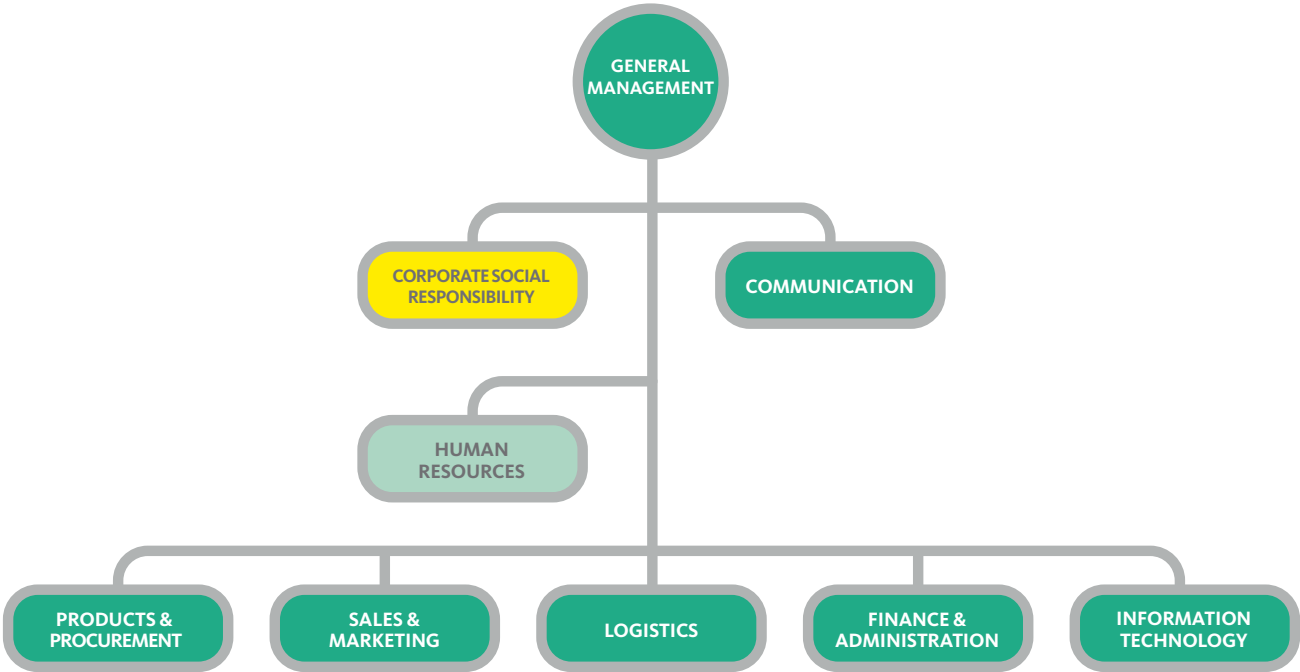 GENERAL
MANAGEMENT
CORPORATE SOCIAL
RESPONSIBILITY
COMMUNICATION
HUMAN
RESOURCES
PRODUCTS &
PROCUREMENT
SALES &
MARKETING
LOGISTICS
FINANCE &
ADMINISTRATION
INFORMATION
TECHNOLOGY